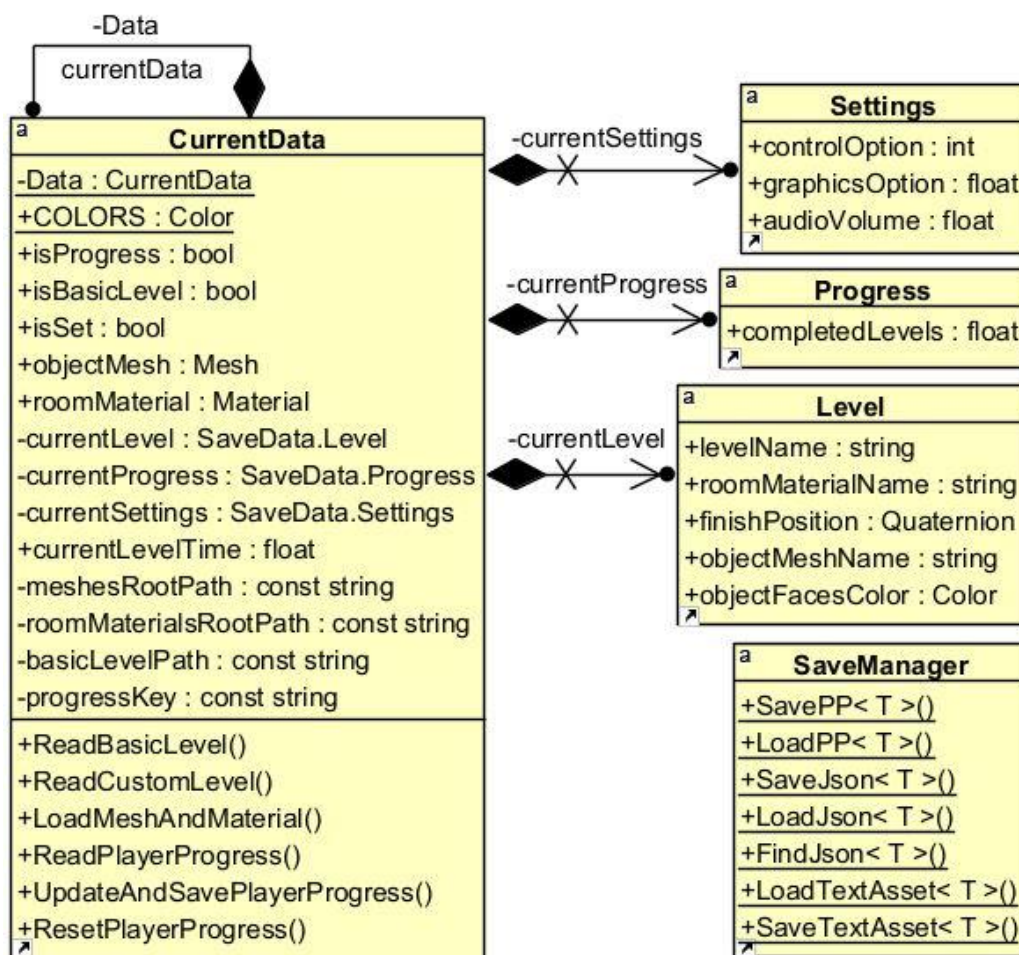 -Data
currentData
a
CurrentData
-Data : CurrentData
+COLORS : Color
+isProgress : bool
+isBasicLevel : bool
+isSet : bool
+objectMesh : Mesh
+roomMaterial : Material
-currentLevel : SaveData.Level
-currentProgress : SaveData.Progress
-currentSettings : SaveData.Settings
+currentLevelTime : float
-meshesRootPath : const string
-roomMaterialsRootPath : const string
-basicLevelPath : const string
-progressKey : const string
+ReadBasicLevel()
+ReadCustomLevel()
+LoadMeshAndMaterial()
+ReadPlayerProgress()
+UpdateAndSavePlayerProgress()
+ResetPlayerProgress()
-currentSettings
a
Settings
+controlOption : int
+graphicsOption : float
+audioVolume : float
-currentProgress
a
Progress
+completedLevels : float
-currentLevel
a
Level
+levelName : string
+roomMaterialName : string
+finishPosition : Quaternion
+objectMeshName : string
+objectFacesColor : Color
a
SaveManager
+SavePP< T >()
+LoadPP< T >()
+SaveJson< T >()
+LoadJson< T >()
+FindJson< T >()
+LoadTextAsset< T >()
+SaveTextAsset< T >()